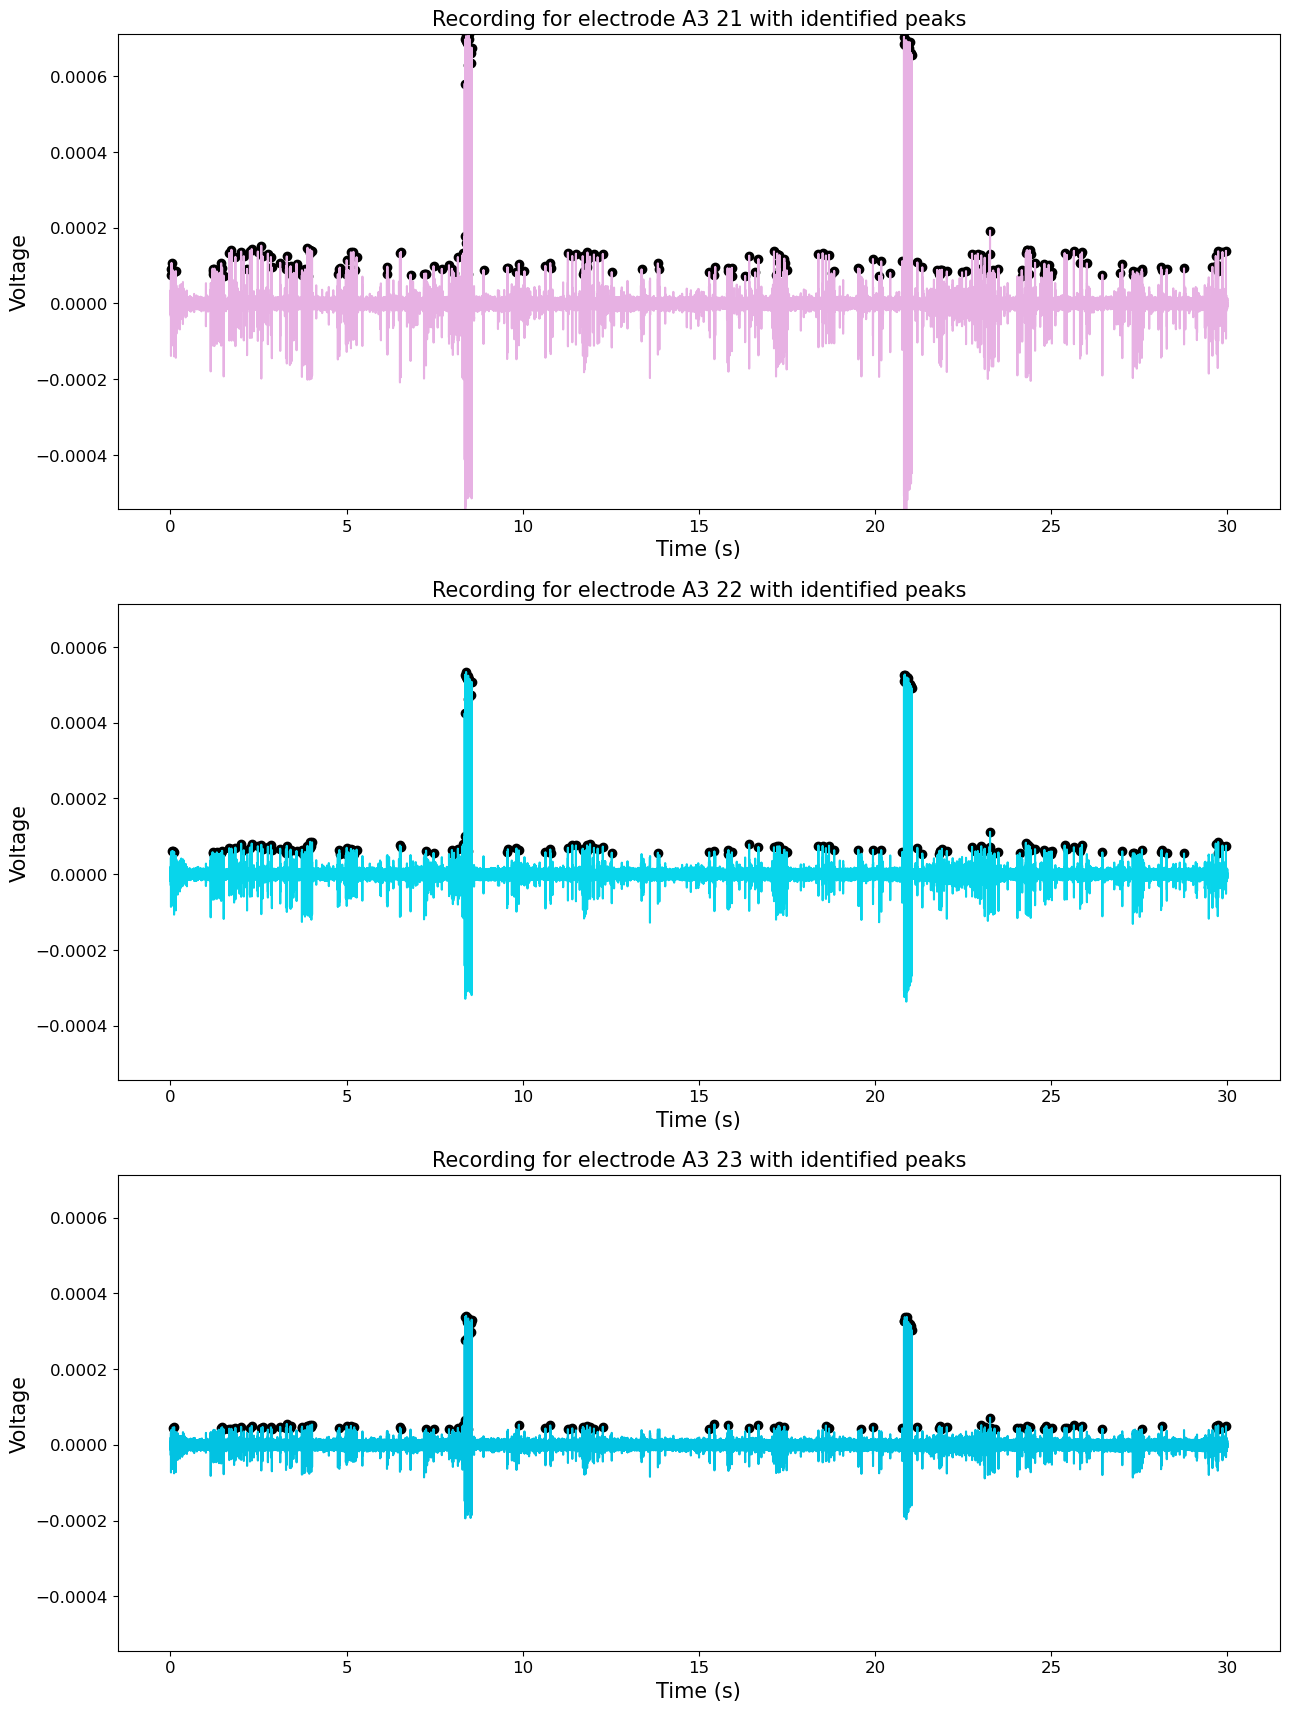 Recording for electrode A3 21 with identified peaks
0.0006
0.0004
0.0002
0.0000
−0.0002
−0.0004
Voltage
0 5 10 15 20 25 30
Time (s)
Recording for electrode A3 22 with identified peaks
0.0006
0.0004
0.0002
0.0000
−0.0002
−0.0004
Voltage
0 5 10 15 20 25 30
Time (s)
Recording for electrode A3 23 with identified peaks
0.0006
0.0004
0.0002
0.0000
−0.0002
−0.0004
Voltage
0 5 10 15 20 25 30
Time (s)